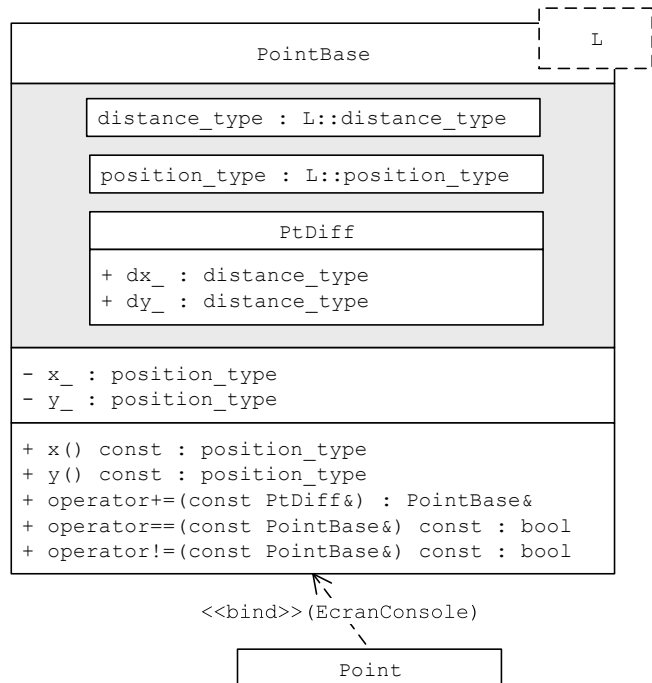 L
PointBase
distance_type : L::distance_type
position_type : L::position_type
PtDiff
+ dx_ : distance_type
+ dy_ : distance_type
- x_ : position_type
- y_ : position_type
+ x() const : position_type
+ y() const : position_type
+ operator+=(const PtDiff&) : PointBase&
+ operator==(const PointBase&) const : bool
+ operator!=(const PointBase&) const : bool
<<bind>>(EcranConsole)
Point